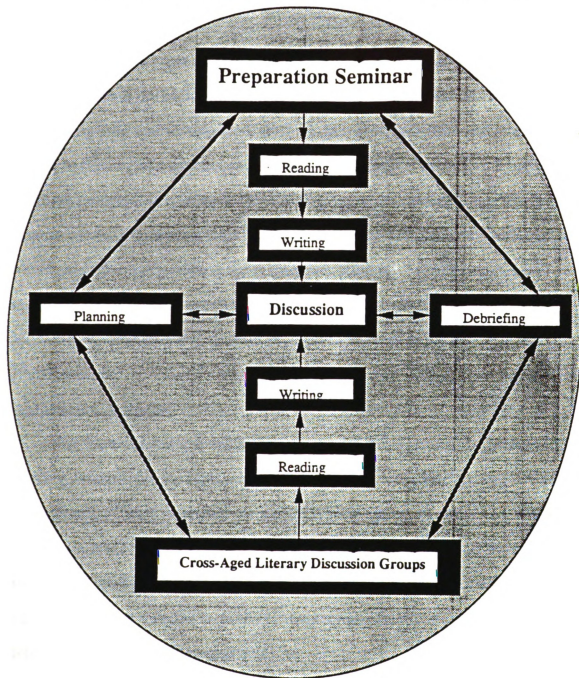 Preparation Seminar
Reading
Writing
Planning
Discussion
Debriefing
Writing
Reading
Cross-Aged Literary Discussion Groups